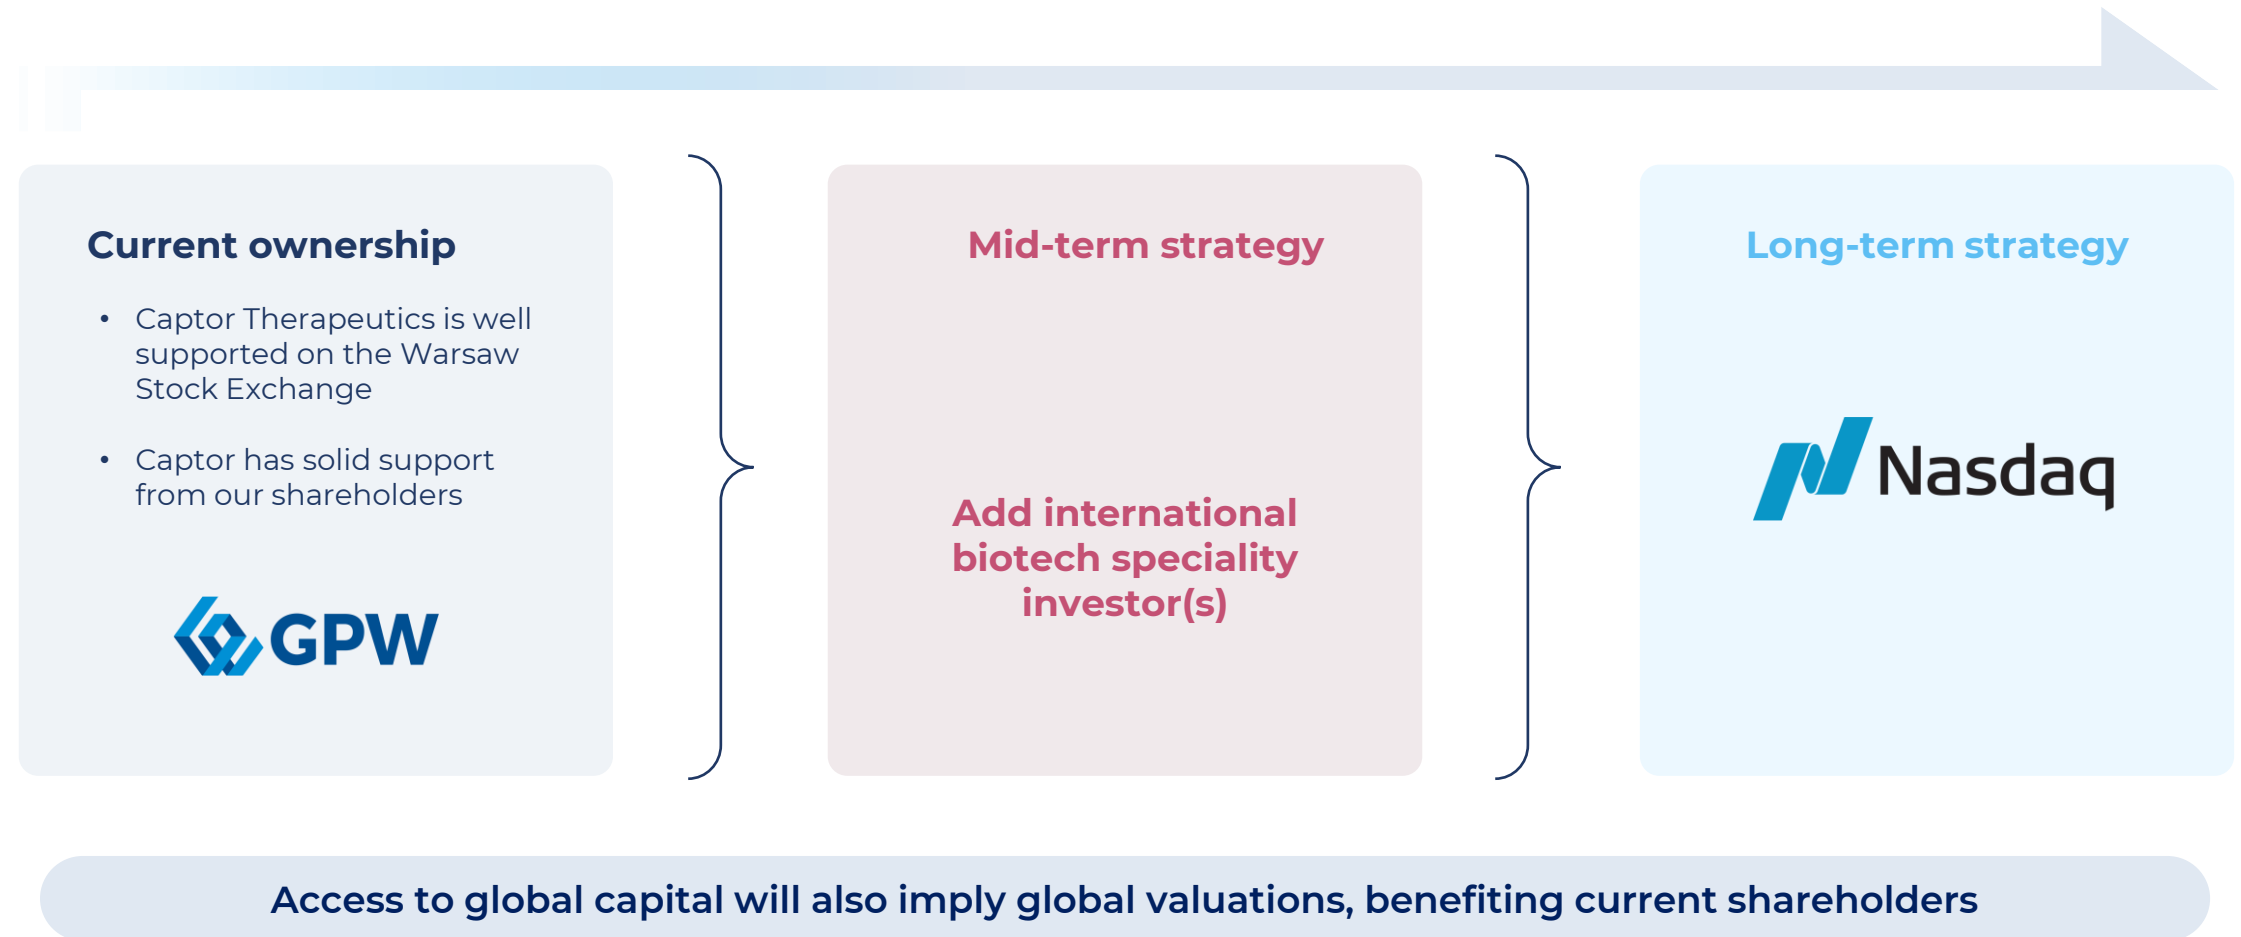 Current ownership
• Captor Therapeutics is well
supported on the Warsaw
Stock Exchange
• Captor has solid support
from our shareholders
GPW
Mid-term strategy
Add international
biotech speciality
investor(s)
Long-term strategy
Nasdaq
Access to global capital will also imply global valuations, benefiting current shareholders